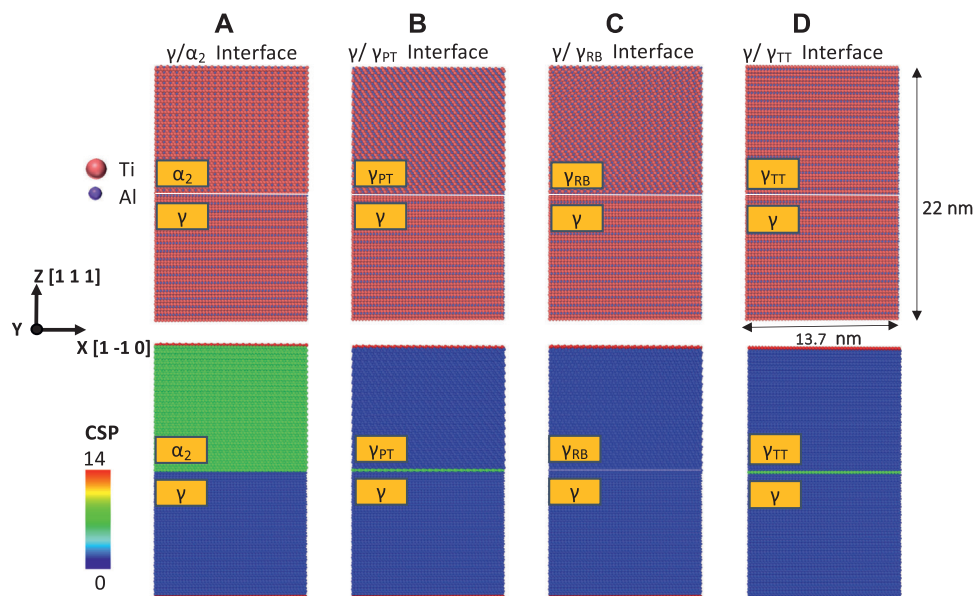 A B C D
γ/α₂ Interface γ/ γPT Interface γ/ γRB Interface γ/ γTT Interface
Ti
Al
α₂ γPT γRB γTT
γ γ γ γ
22 nm
Z [1 1 1]
Y
X [1 -1 0]
13.7 nm
CSP
14
0
α₂ γPT γRB γTT
γ γ γ γ